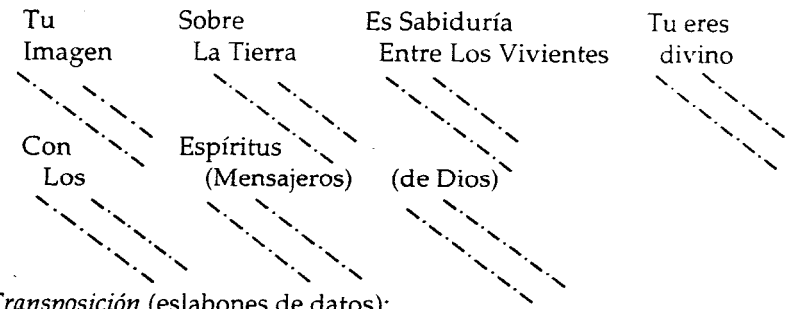 Tu Sobre Es Sabiduría Tu eres
Imagen La Tierra Entre Los Vivientes divino
Con Espíritus
Los (Mensajeros) (de Dios)
Transposición (eslabones de datos):